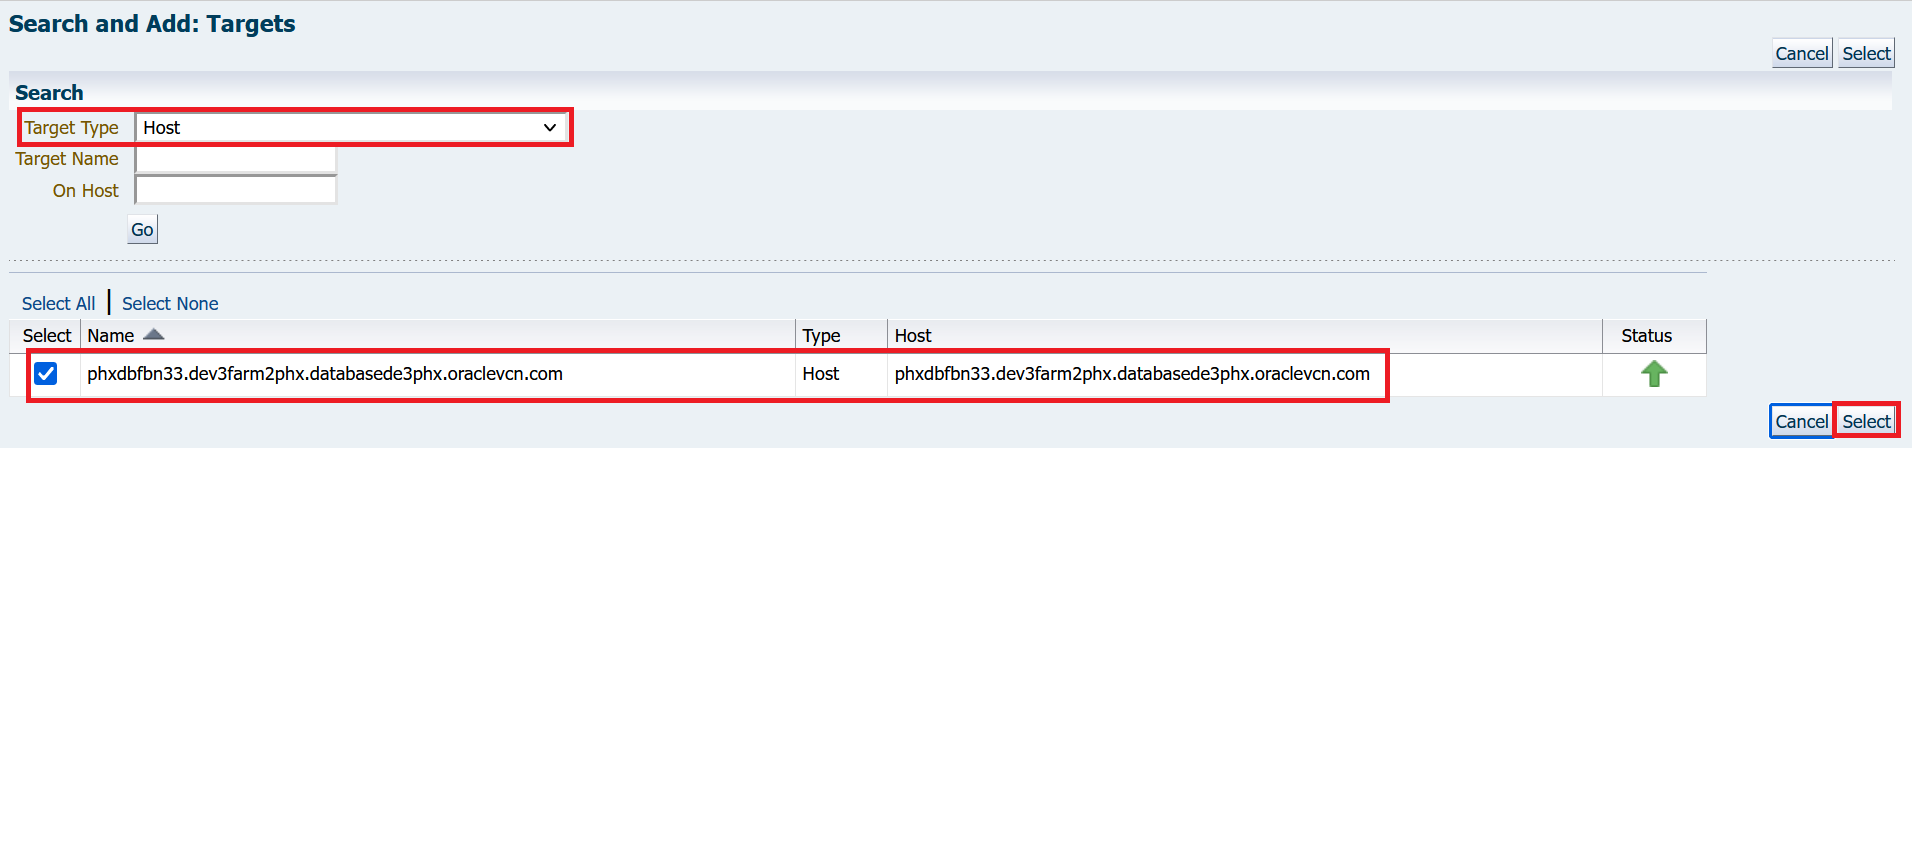 Search and Add: Targets
Cancel Select
Search
Target Type Host
Target Name
On Host
Go
Select All | Select None
Select Name Type Host Status
phxdbfbn33.dev3farm2phx.databasede3phx.oraclevcn.com Host phxdbfbn33.dev3farm2phx.databasede3phx.oraclevcn.com
Cancel Select